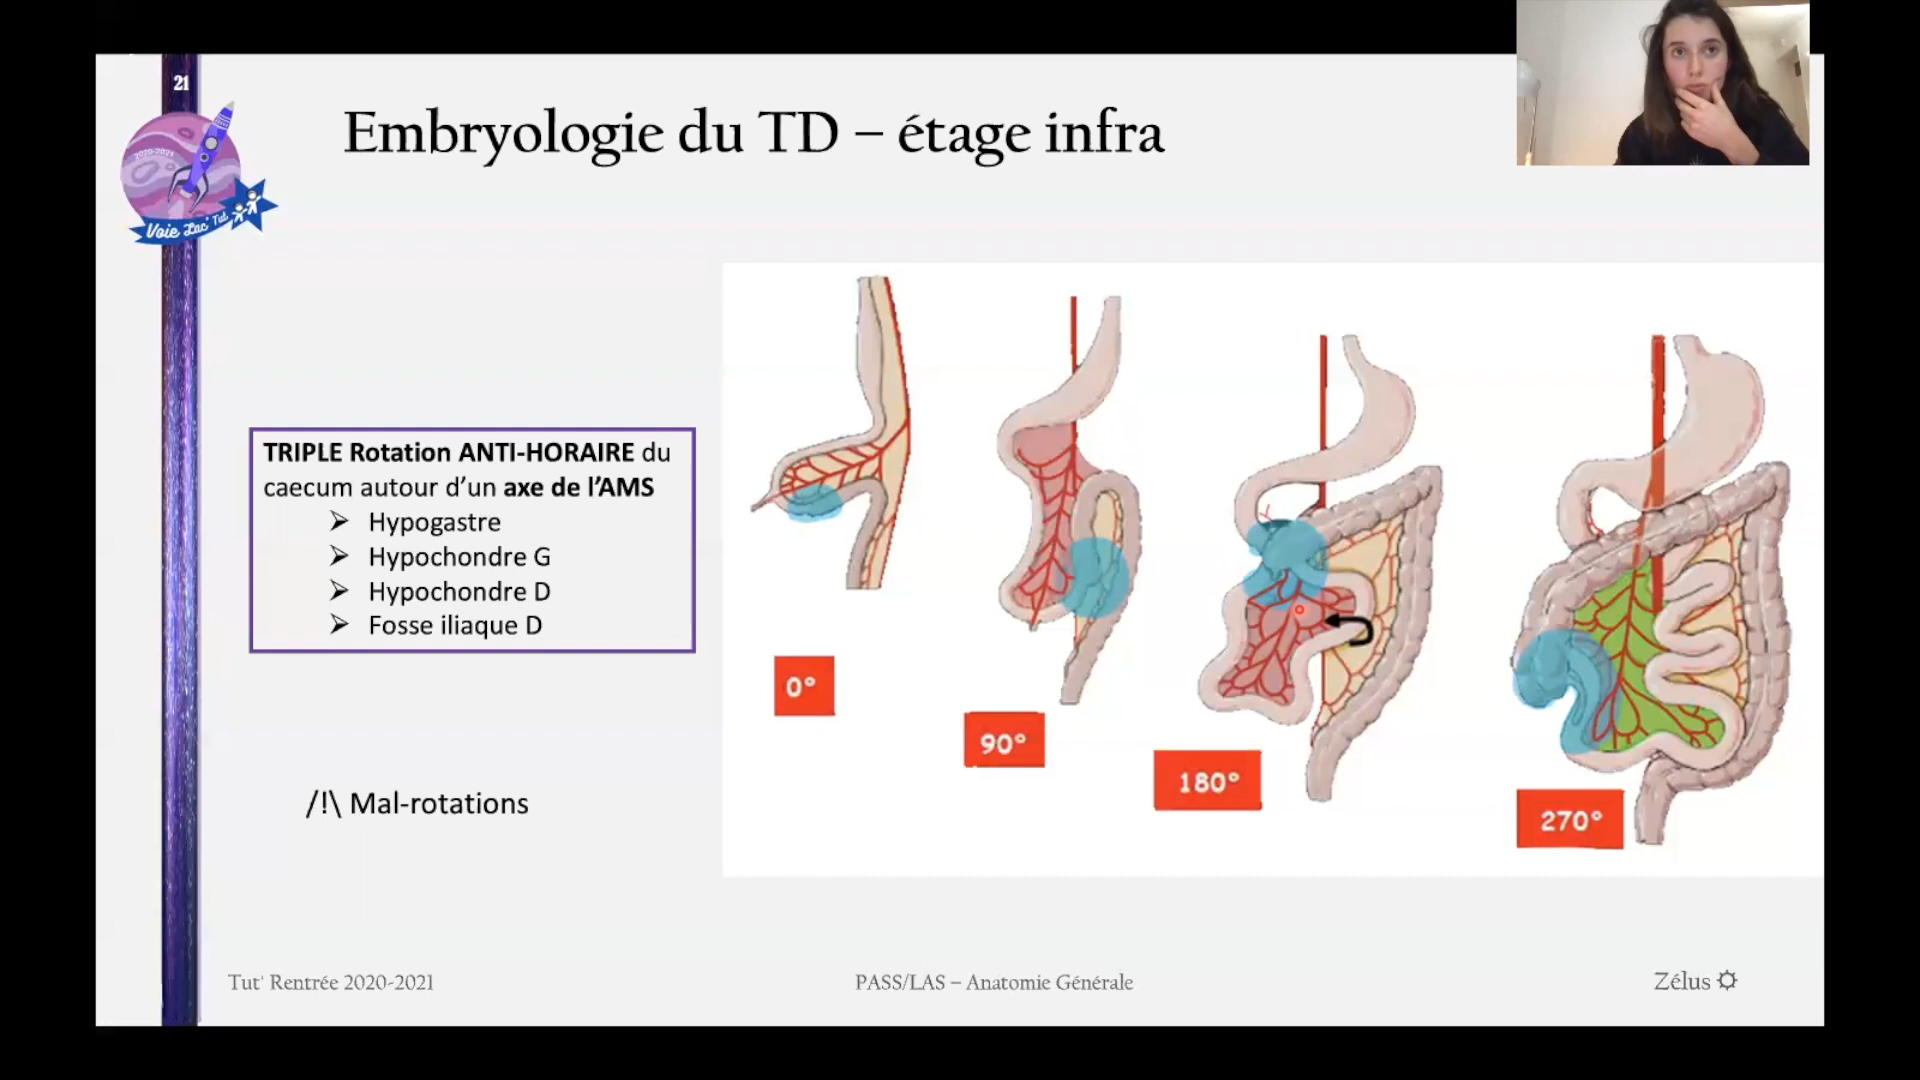 21
Embryologie du TD – étage infra
2020-2021
Voie Lac' Tut
TRIPLE Rotation ANTI-HORAIRE du
caecum autour d'un axe de l'AMS
➢ Hypogastre
➢ Hypochondre G
➢ Hypochondre D
➢ Fosse iliaque D
/!\ Mal-rotations
0°
90°
180°
270°
Tut' Rentrée 2020-2021
PASS/LAS – Anatomie Générale
Zélus